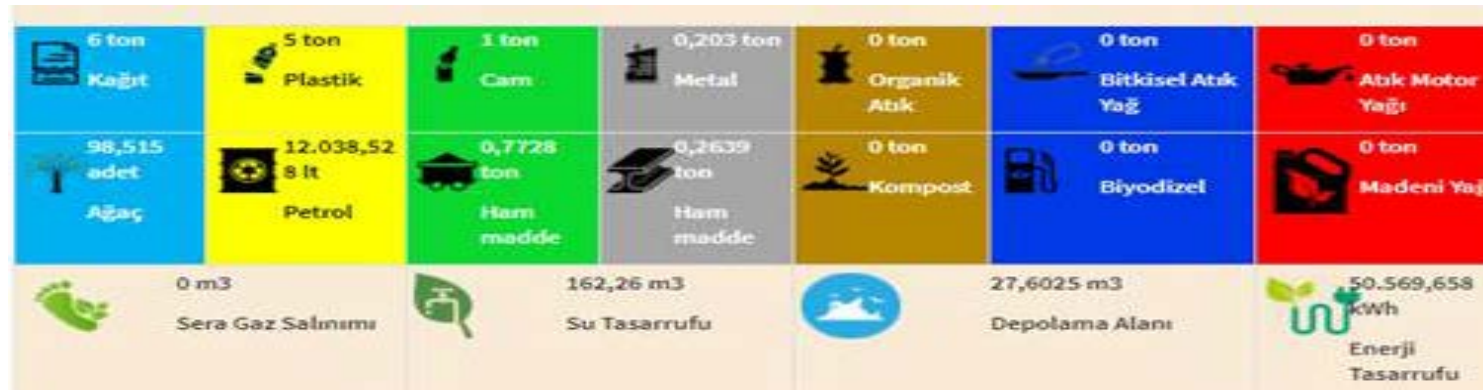 6 ton
Kağıt
5 ton
Plastik
1 ton
Cam
0,203 ton
Metal
0 ton
Organik
Atık
0 ton
Bitkisel Atık
Yağ
0 ton
Atık Motor
Yağı
98,515
adet
Ağaç
12.038,52
8 lt
Petrol
0,7728
ton
Ham
madde
0,2639
ton
Ham
madde
0 ton
Kompost
0 ton
Biyodizel
0 ton
Madeni Yağ
0 m3
Sera Gaz Salınımı
162,26 m3
Su Tasarrufu
27,6025 m3
Depolama Alanı
50.569,658
kWh
Enerji
Tasarrufu